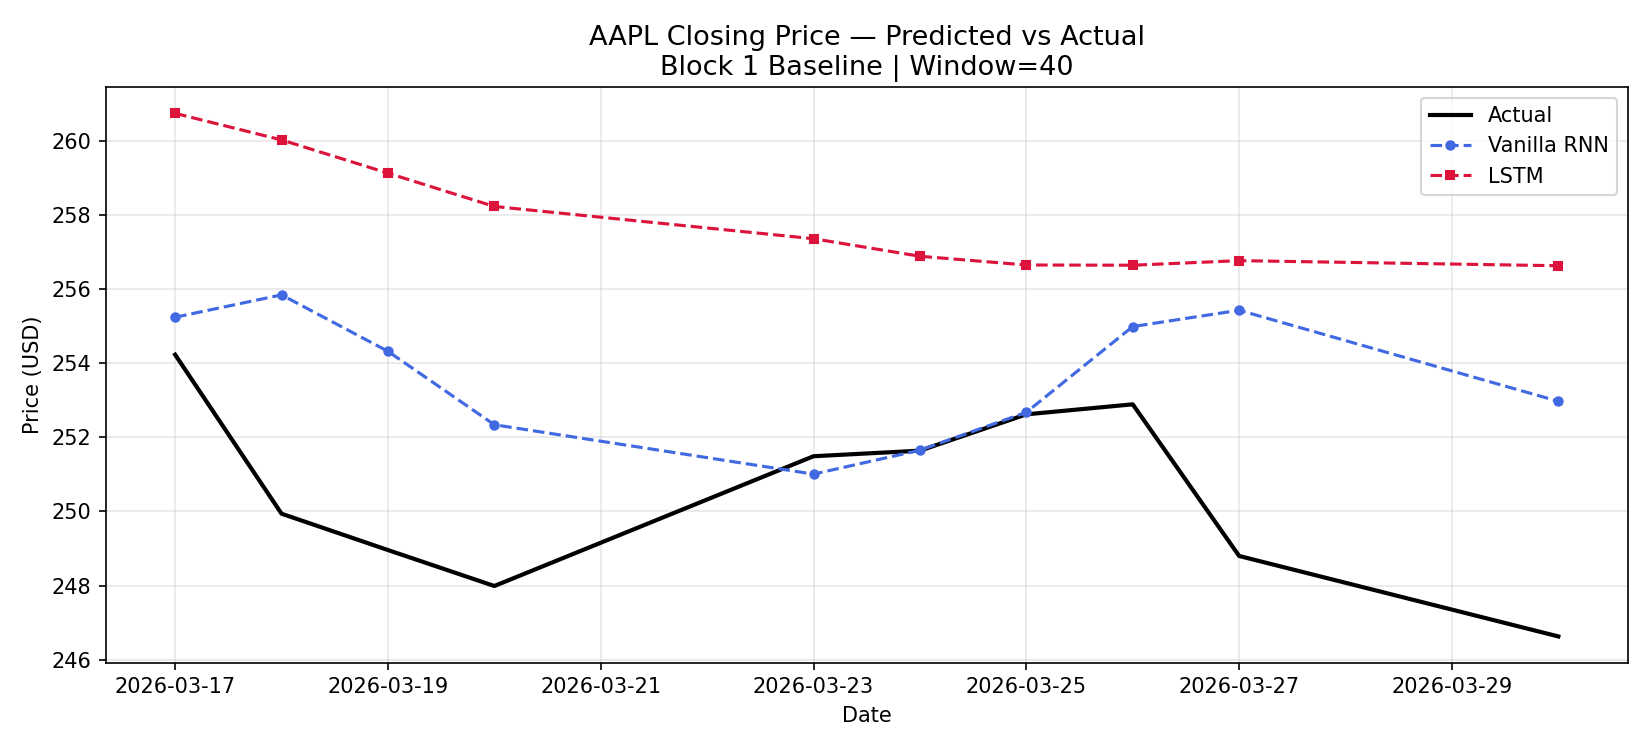 AAPL Closing Price — Predicted vs Actual
Block 1 Baseline | Window=40
Actual
Vanilla RNN
LSTM
Price (USD)
260
258
256
254
252
250
248
246
2026-03-17
2026-03-19
2026-03-21
2026-03-23
2026-03-25
2026-03-27
2026-03-29
Date